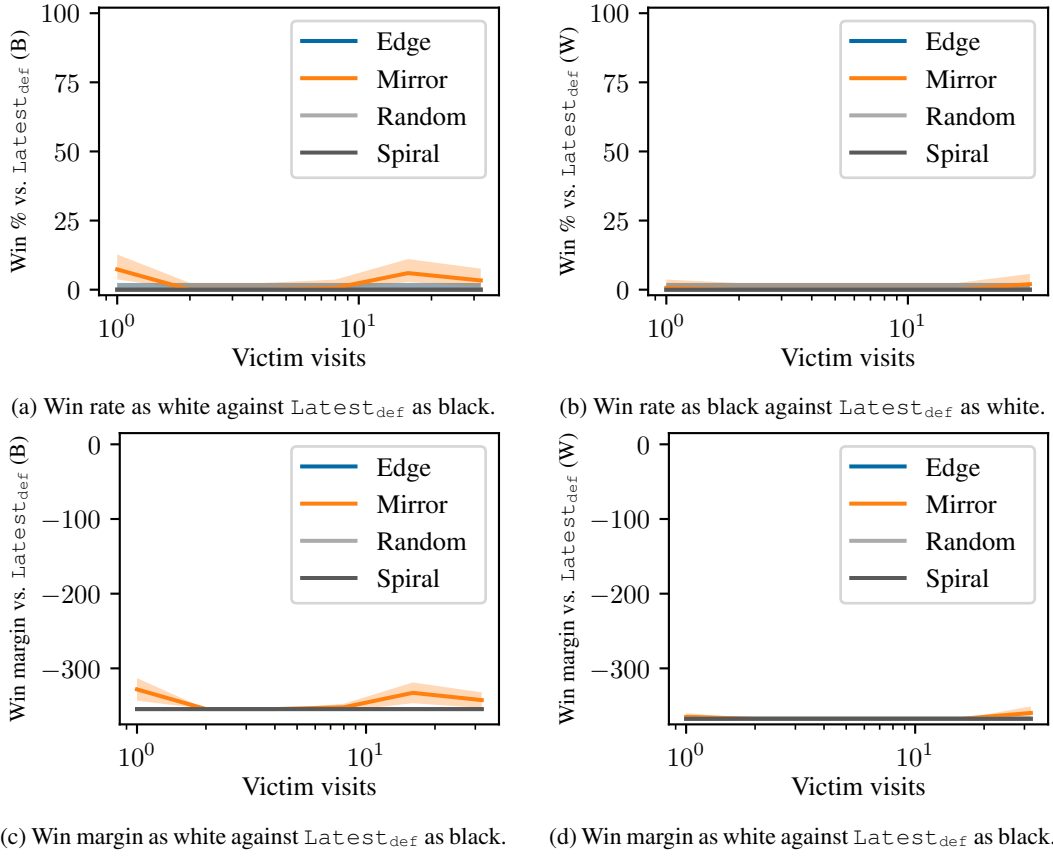 Win % vs. Latest_def (B)
100
75
50
25
0
Edge
Mirror
Random
Spiral
10^0
10^1
Victim visits
(a) Win rate as white against Latest_def as black.
Win % vs. Latest_def (W)
100
75
50
25
0
Edge
Mirror
Random
Spiral
10^0
10^1
Victim visits
(b) Win rate as black against Latest_def as white.
Win margin vs. Latest_def (B)
0
−100
−200
−300
Edge
Mirror
Random
Spiral
10^0
10^1
Victim visits
(c) Win margin as white against Latest_def as black.
Win margin vs. Latest_def (W)
0
−100
−200
−300
Edge
Mirror
Random
Spiral
10^0
10^1
Victim visits
(d) Win margin as white against Latest_def as black.